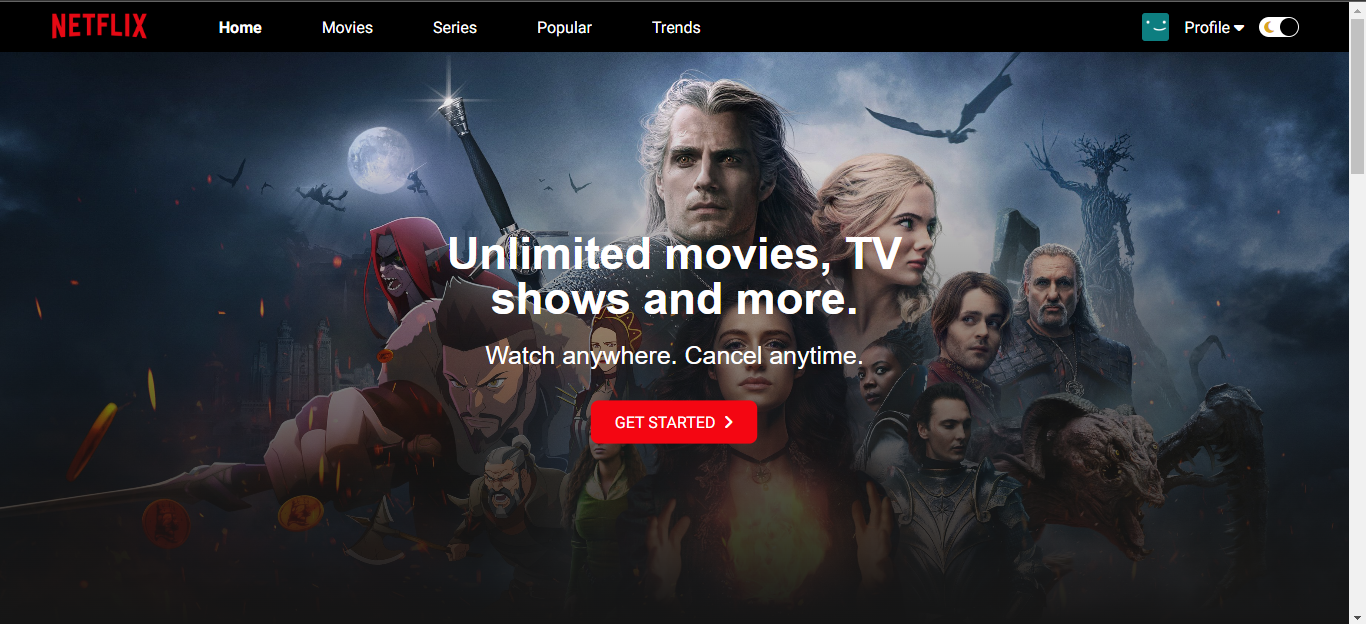 NETFLIX Home Movies Series Popular Trends Profile
Unlimited movies, TV
shows and more.
Watch anywhere. Cancel anytime.
GET STARTED